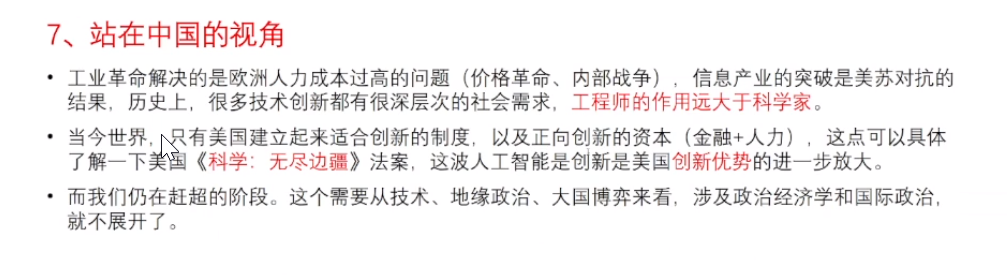 7、站在中国的视角
• 工业革命解决的是欧洲人力成本过高的问题（价格革命、内部战争），信息产业的突破是美苏对抗的
结果，历史上，很多技术创新都有很深层次的社会需求，工程师的作用远大于科学家。
• 当今世界，只有美国建立起来适合创新的制度，以及正向创新的资本（金融+人力），这点可以具体
了解一下美国《科学：无尽边疆》法案，这波人工智能是创新是美国创新优势的进一步放大。
• 而我们仍在赶超的阶段。这个需要从技术、地缘政治、大国博弈来看，涉及政治经济学和国际政治，
就不展开了。